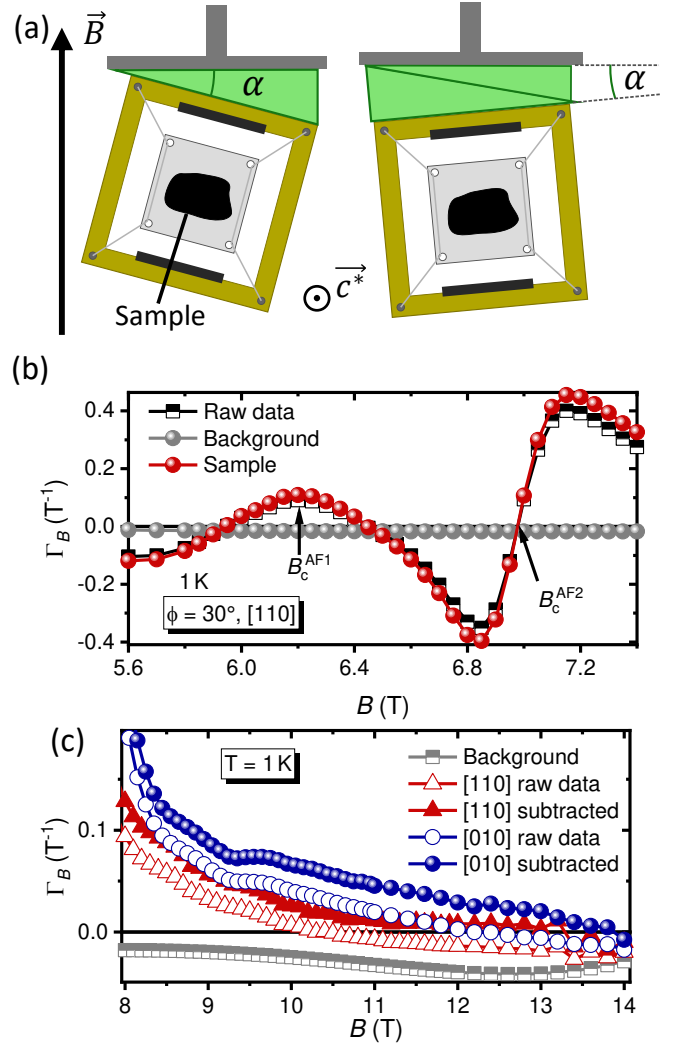 (a)
B
α
α
c*
Sample
(b)
Γ_B (T⁻¹)
0.4
0.2
0.0
-0.2
-0.4
Raw data
Background
Sample
B_c^AF1
B_c^AF2
1 K
ϕ = 30°, [110]
5.6 6.0 6.4 6.8 7.2
B (T)
(c)
Γ_B
0.1
0.0
T = 1 K
Background
[110] raw data
[110] subtracted
[010] raw data
[010] subtracted
8 9 10 11 12 13 14
B (T)